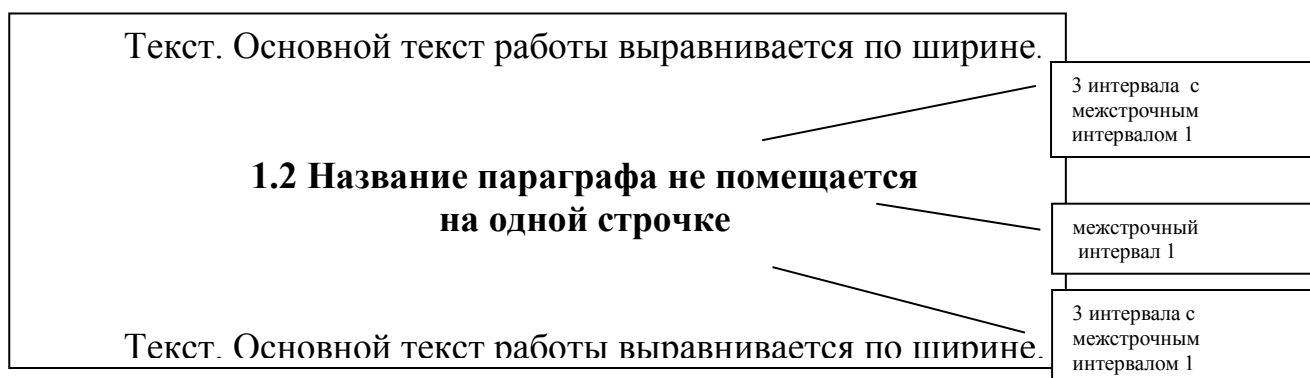 Текст. Основной текст работы выравнивается по ширине.
3 интервала с
межстрочным
интервалом 1
1.2 Название параграфа не помещается
на одной строчке
межстрочный
интервал 1
3 интервала с
межстрочным
интервалом 1
Текст. Основной текст работы выравнивается по ширине.